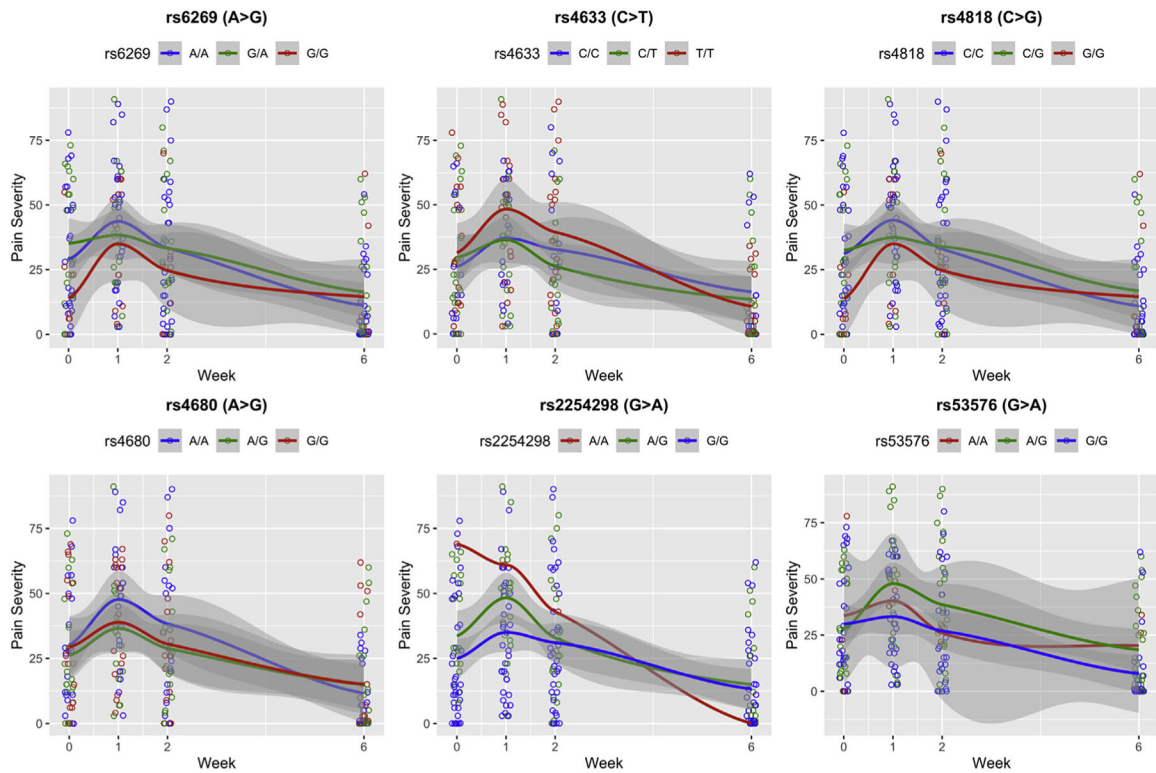 rs6269 (A>G)
rs6269 A/A G/A G/G
Pain Severity
75
50
25
0
0 1 2 6
Week
rs4633 (C>T)
rs4633 C/C C/T T/T
Pain Severity
75
50
25
0
0 1 2 6
Week
rs4818 (C>G)
rs4818 C/C C/G G/G
Pain Severity
75
50
25
0
0 1 2 6
Week
rs4680 (A>G)
rs4680 A/A A/G G/G
Pain Severity
75
50
25
0
0 1 2 6
Week
rs2254298 (G>A)
rs2254298 A/A A/G G/G
Pain Severity
75
50
25
0
0 1 2 6
Week
rs53576 (G>A)
rs53576 A/A A/G G/G
Pain Severity
75
50
25
0
0 1 2 6
Week